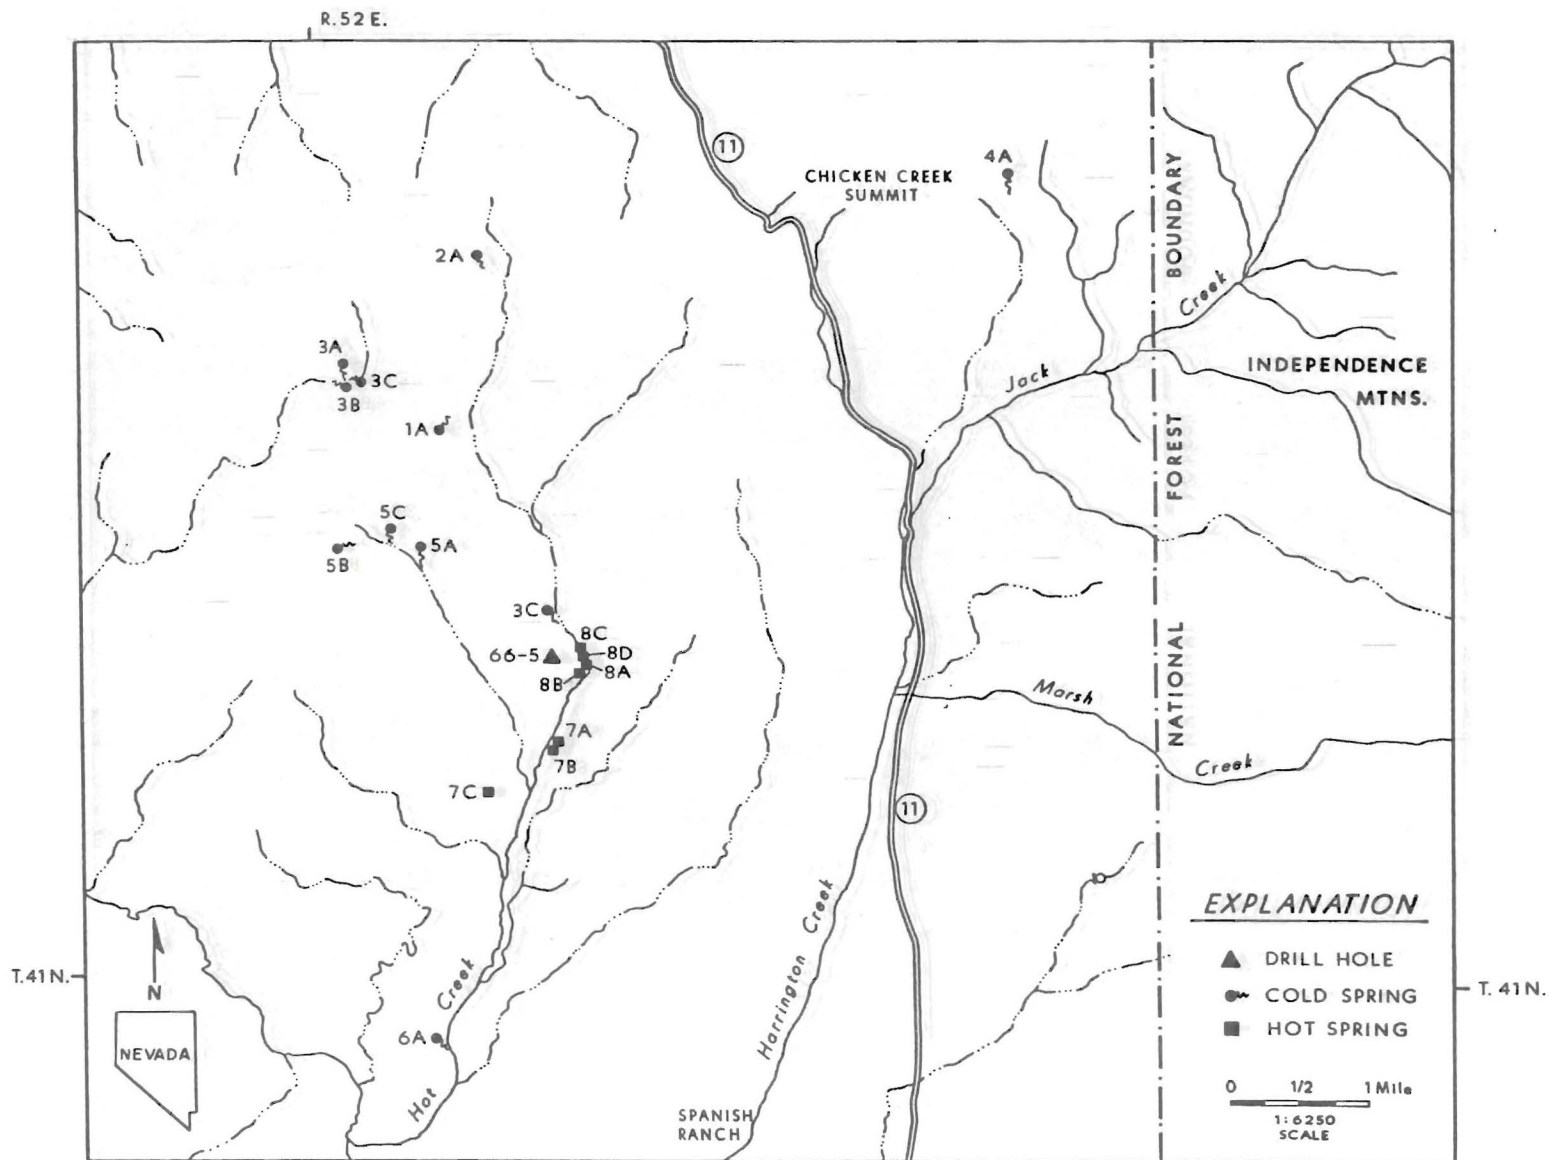 R. 52 E.
11
4A
CHICKEN CREEK
SUMMIT
BOUNDARY
2A
Creek
3A
3C
3B
Jack
INDEPENDENCE
MTNS.
1A
FOREST
5C
5A
5B
3C
8C
66-5
8D
8A
8B
Marsh
NATIONAL
7A
7B
Creek
7C
11
EXPLANATION
Harrington Creek
DRILL HOLE
T. 41 N.
T. 41 N.
N
COLD SPRING
HOT SPRING
6A
Hot Creek
NEVADA
0 1/2 1 Mile
1:6250
SCALE
SPANISH
RANCH